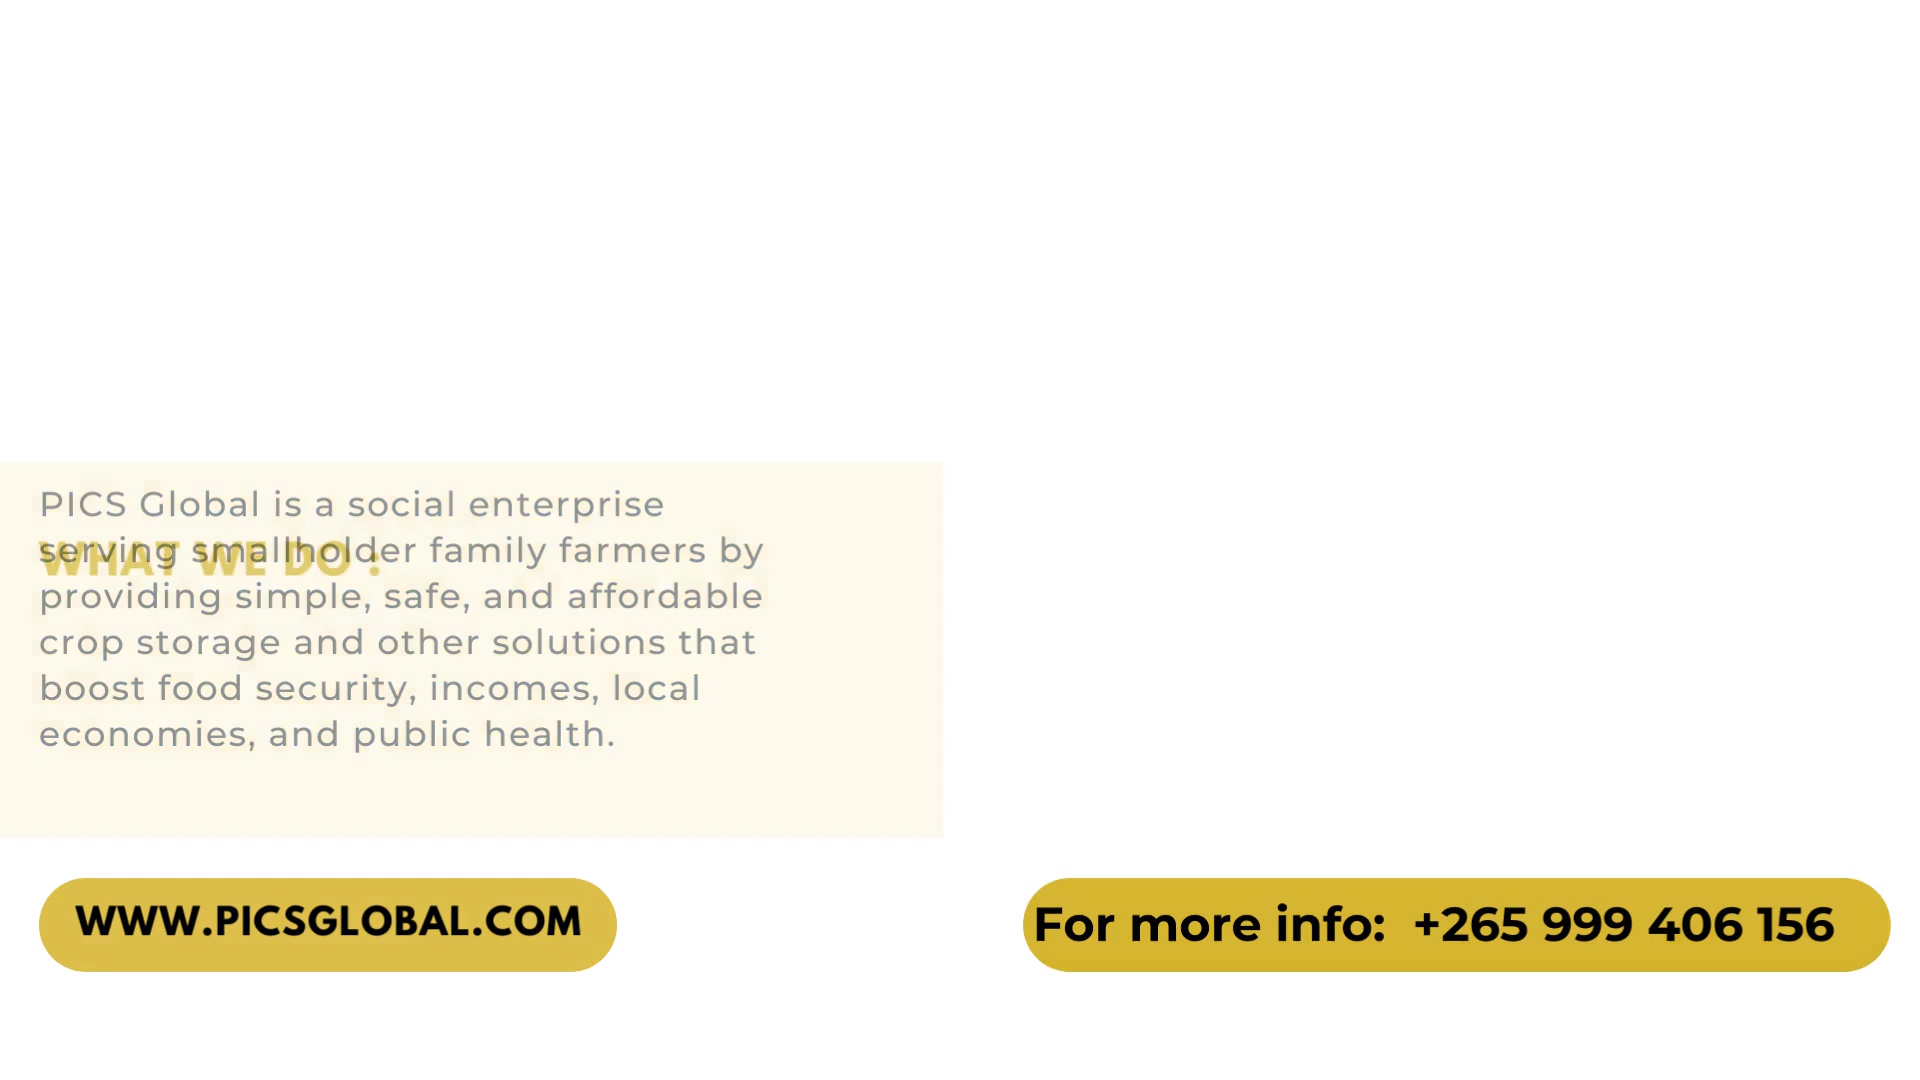 PICS Global is a social enterprise
serving smallholder family farmers by
WHAT WE DO :
providing simple, safe, and affordable
crop storage and other solutions that
boost food security, incomes, local
economies, and public health.
WWW.PICSGLOBAL.COM
For more info: +265 999 406 156